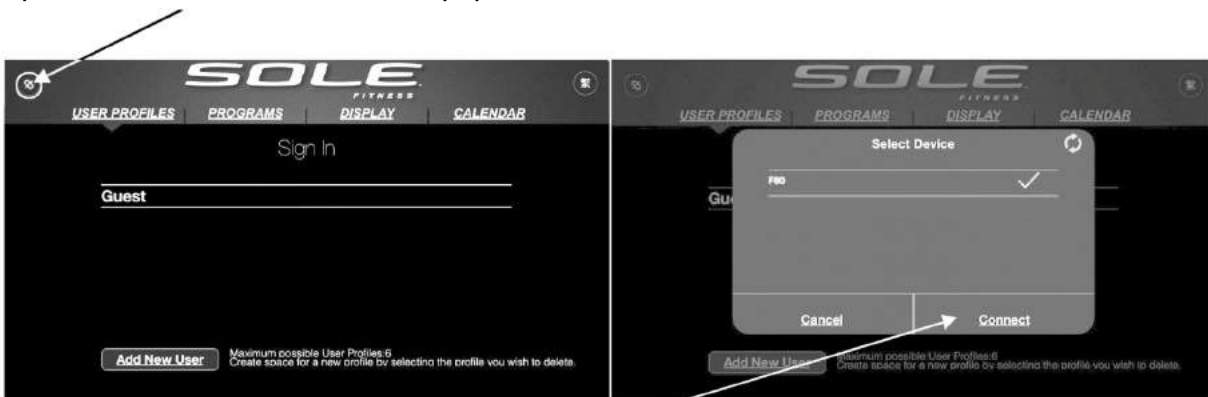 SOLE
FITNESS
USER PROFILES PROGRAMS DISPLAY CALENDAR
Sign In
Guest
Add New User
Maximum possible User Profiles:6
Create space for a new profile by selecting the profile you wish to delete.
SOLE
FITNESS
USER PROFILES PROGRAMS DISPLAY CALENDAR
Select Device
Gu
Cancel Connect
Add New User
Maximum possible User Profiles:6
Create space for a new profile by selecting the profile you wish to delete.